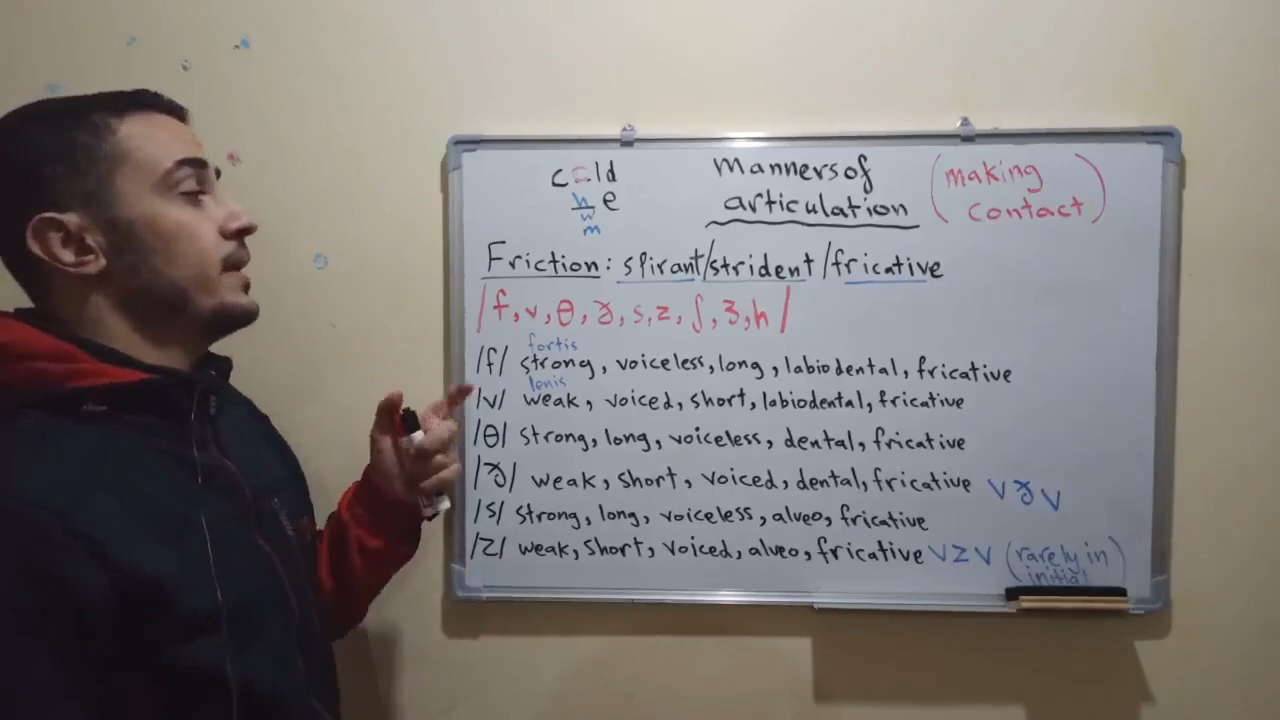 cold
h e
w
m
Manners of
articulation
(making
contact)
Friction: spirant/strident/fricative
/f, v, θ, ð, s, z, ʃ, ʒ, h/
fortis
/f/ strong, voiceless, long, labiodental, fricative
lenis
/v/ weak, voiced, short, labiodental, fricative
/θ/ strong, long, voiceless, dental, fricative
/ð/ weak, short, voiced, dental, fricative V ð V
/s/ strong, long, voiceless, alveo, fricative
/z/ weak, short, voiced, alveo, fricative V z V (rarely in
initial